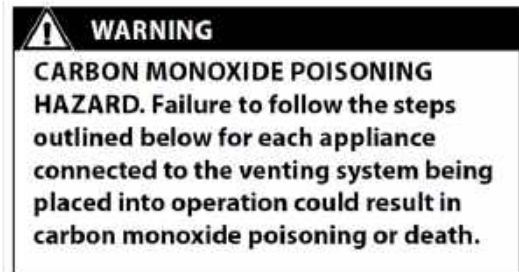 WARNING
CARBON MONOXIDE POISONING
HAZARD. Failure to follow the steps
outlined below for each appliance
connected to the venting system being
placed into operation could result in
carbon monoxide poisoning or death.